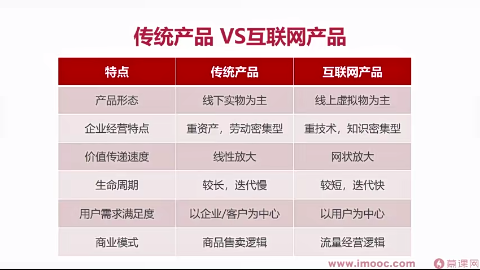 传统产品 VS互联网产品
特点 传统产品 互联网产品
产品形态 线下实物为主 线上虚拟物为主
企业经营特点 重资产，劳动密集型 重技术，知识密集型
价值传递速度 线性放大 网状放大
生命周期 较长，迭代慢 较短，迭代快
用户需求满足度 以企业/客户为中心 以用户为中心
商业模式 商品售卖逻辑 流量经营逻辑
www.imooc.com 慕课网